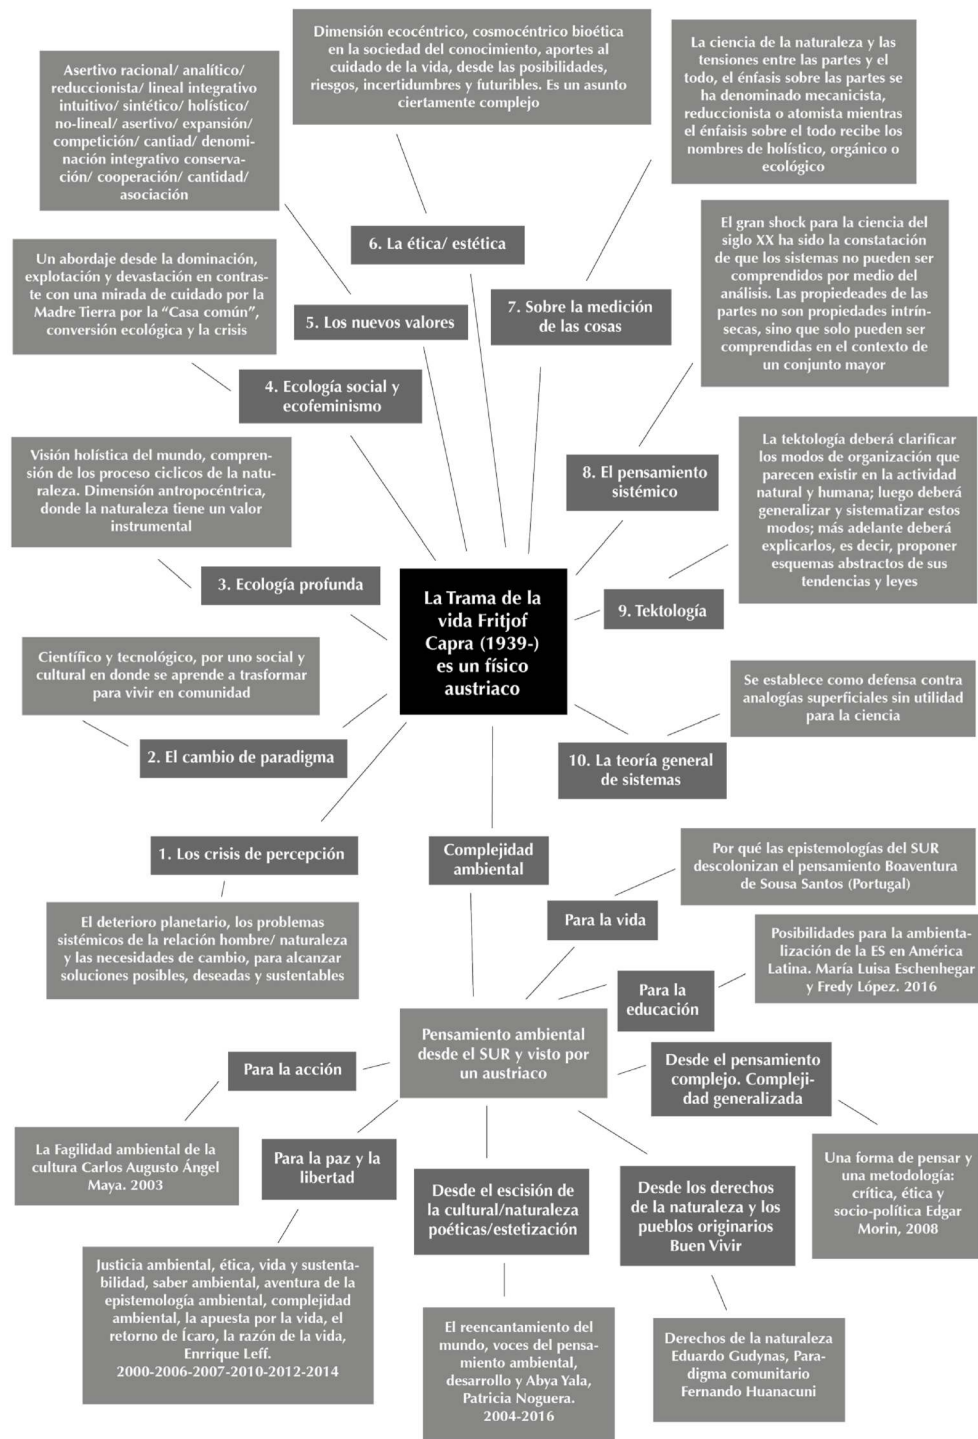 Dimensión ecocéntrico, cosmocéntrico bioética
en la sociedad del conocimiento, aportes al
cuidado de la vida, desde las posibilidades,
riesgos, incertidumbres y futuribles. Es un asunto
ciertamente complejo
La ciencia de la naturaleza y las
tensiones entre las partes y el
todo, el énfasis sobre las partes se
ha denominado mecanicista,
reduccionista o atomista mientras
el énfaisis sobre el todo recibe los
nombres de holístico, orgánico o
ecológico
Asertivo racional/ analítico/
reduccionista/ lineal integrativo
intuitivo/ sintético/ holístico/
no-lineal/ asertivo/ expansión/
competición/ cantiad/ denomi-
nación integrativo conserva-
ción/ cooperación/ cantidad/
asociación
6. La ética/ estética
El gran shock para la ciencia del
siglo XX ha sido la constatación
de que los sistemas no pueden ser
comprendidos por medio del
análisis. Las propiedeades de las
partes no son propiedades intrín-
secas, sino que solo pueden ser
comprendidas en el contexto de
un conjunto mayor
Un abordaje desde la dominación,
explotación y devastación en contras-
te con una mirada de cuidado por la
Madre Tierra por la “Casa común”,
conversión ecológica y la crisis
5. Los nuevos valores
7. Sobre la medición
de las cosas
4. Ecología social y
ecofeminismo
Visión holística del mundo, compren-
sión de los proceso ciclicos de la natu-
raleza. Dimensión antropocéntrica,
donde la naturaleza tiene un valor
instrumental
8. El pensamiento
sistémico
La tektología deberá clarificar
los modos de organización que
parecen existir en la actividad
natural y humana; luego deberá
generalizar y sistematizar estos
modos; más adelante deberá
explicarlos, es decir, proponer
esquemas abstractos de sus
tendencias y leyes
3. Ecología profunda
La Trama de la
vida Fritjof
Capra (1939-)
es un físico
austriaco
9. Tektología
Científico y tecnológico, por uno social y
cultural en donde se aprende a trasformar
para vivir en comunidad
Se establece como defensa contra
analogías superficiales sin utilidad
para la ciencia
2. El cambio de paradigma
10. La teoría general
de sistemas
1. Los crisis de percepción
Complejidad
ambiental
Por qué las epistemologías del SUR
descolonizan el pensamiento Boaventura
de Sousa Santos (Portugal)
El deterioro planetario, los problemas
sistémicos de la relación hombre/ naturaleza
y las necesidades de cambio, para alcanzar
soluciones posibles, deseadas y sustentables
Para la vida
Posibilidades para la ambienta-
lización de la ES en América
Latina. María Luisa Eschenhegar
y Fredy López. 2016
Para la
educación
Pensamiento ambiental
desde el SUR y visto por
un austriaco
Para la acción
Desde el pensamiento
complejo. Compleji-
dad generalizada
La Fagilidad ambiental de la
cultura Carlos Augusto Ángel
Maya. 2003
Para la paz y la
libertad
Desde el escisión de
la cultural/naturaleza
poéticas/estetización
Desde los derechos
de la naturaleza y los
pueblos originarios
Buen Vivir
Una forma de pensar y
una metodología:
crítica, ética y
socio-política Edgar
Morin, 2008
Justicia ambiental, ética, vida y sustenta-
bilidad, saber ambiental, aventura de la
epistemología ambiental, complejidad
ambiental, la apuesta por la vida, el
retorno de Ícaro, la razón de la vida,
Enrrique Leff.
2000-2006-2007-2010-2012-2014
El reencantamiento del
mundo, voces del pensa-
miento ambiental,
desarrollo y Abya Yala,
Patricia Noguera.
2004-2016
Derechos de la naturaleza
Eduardo Gudynas, Para-
digma comunitario
Fernando Huanacuni